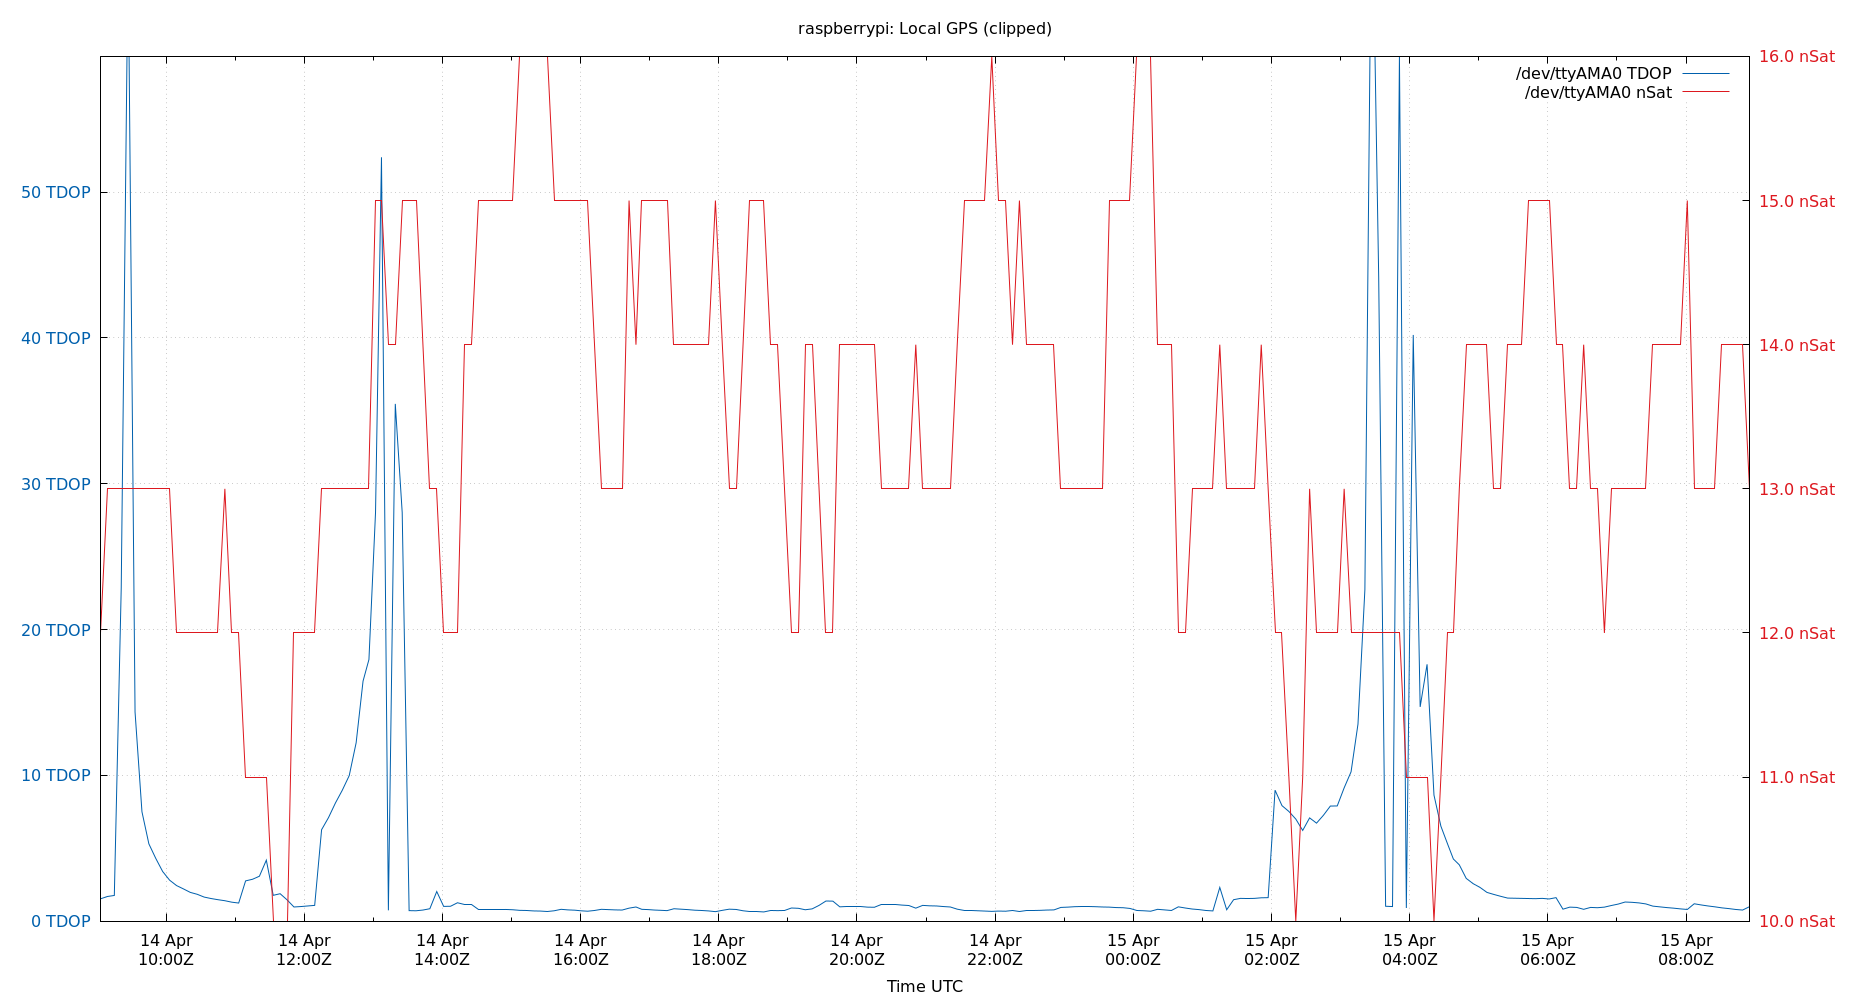 raspberrypi: Local GPS (clipped)
/dev/ttyAMA0 TDOP
/dev/ttyAMA0 nSat
50 TDOP
40 TDOP
30 TDOP
20 TDOP
10 TDOP
0 TDOP
16.0 nSat
15.0 nSat
14.0 nSat
13.0 nSat
12.0 nSat
11.0 nSat
10.0 nSat
14 Apr 14 Apr 14 Apr 14 Apr 14 Apr 14 Apr 14 Apr 15 Apr 15 Apr 15 Apr 15 Apr 15 Apr
10:00Z 12:00Z 14:00Z 16:00Z 18:00Z 20:00Z 22:00Z 00:00Z 02:00Z 04:00Z 06:00Z 08:00Z
Time UTC